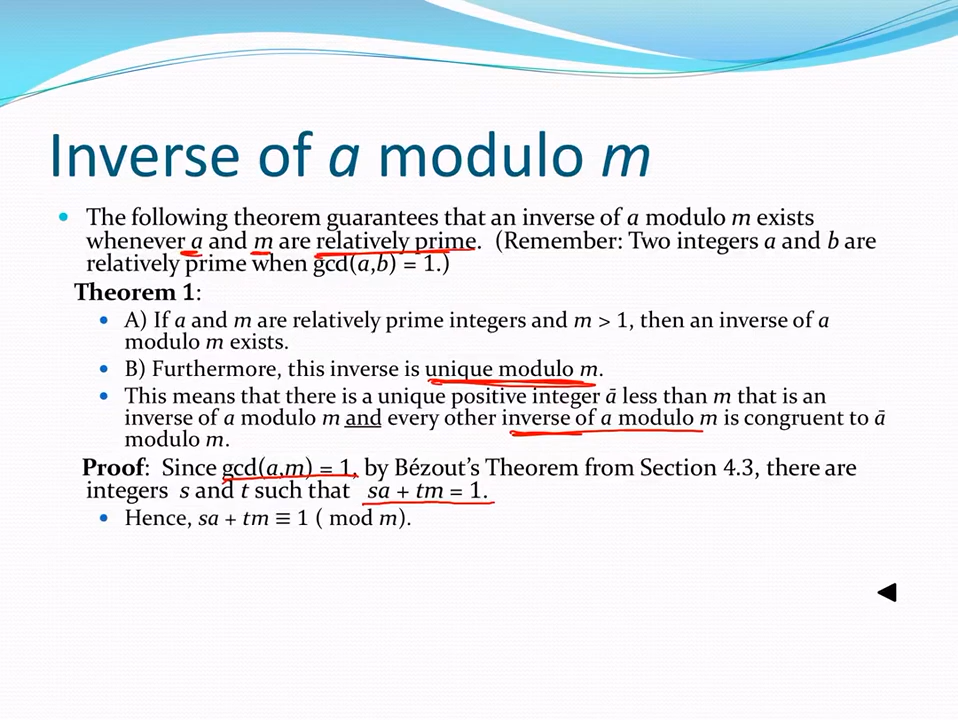 Inverse of a modulo m
• The following theorem guarantees that an inverse of a modulo m exists
whenever a and m are relatively prime. (Remember: Two integers a and b are
relatively prime when gcd(a,b) = 1.)
Theorem 1:
• A) If a and m are relatively prime integers and m > 1, then an inverse of a
modulo m exists.
• B) Furthermore, this inverse is unique modulo m.
• This means that there is a unique positive integer ā less than m that is an
inverse of a modulo m and every other inverse of a modulo m is congruent to ā
modulo m.
Proof: Since gcd(a,m) = 1, by Bézout’s Theorem from Section 4.3, there are
integers s and t such that sa + tm = 1.
• Hence, sa + tm ≡ 1 ( mod m).